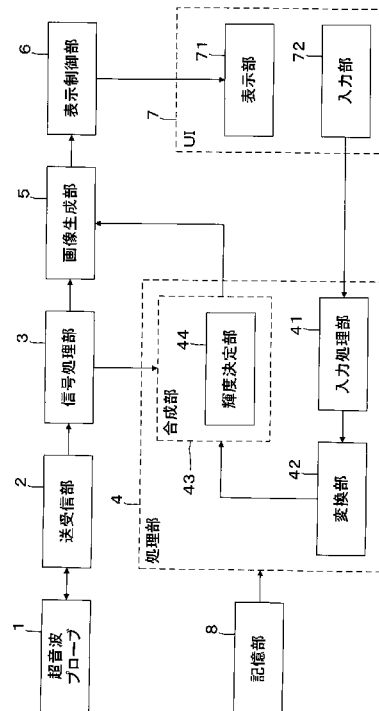 1
超音波
プローブ
2
送受信部
3
信号処理部
5
画像生成部
6
表示制御部
4
処理部
43
合成部
44
輝度決定部
42
変換部
41
入力処理部
7
UI
71
表示部
72
入力部
8
記憶部